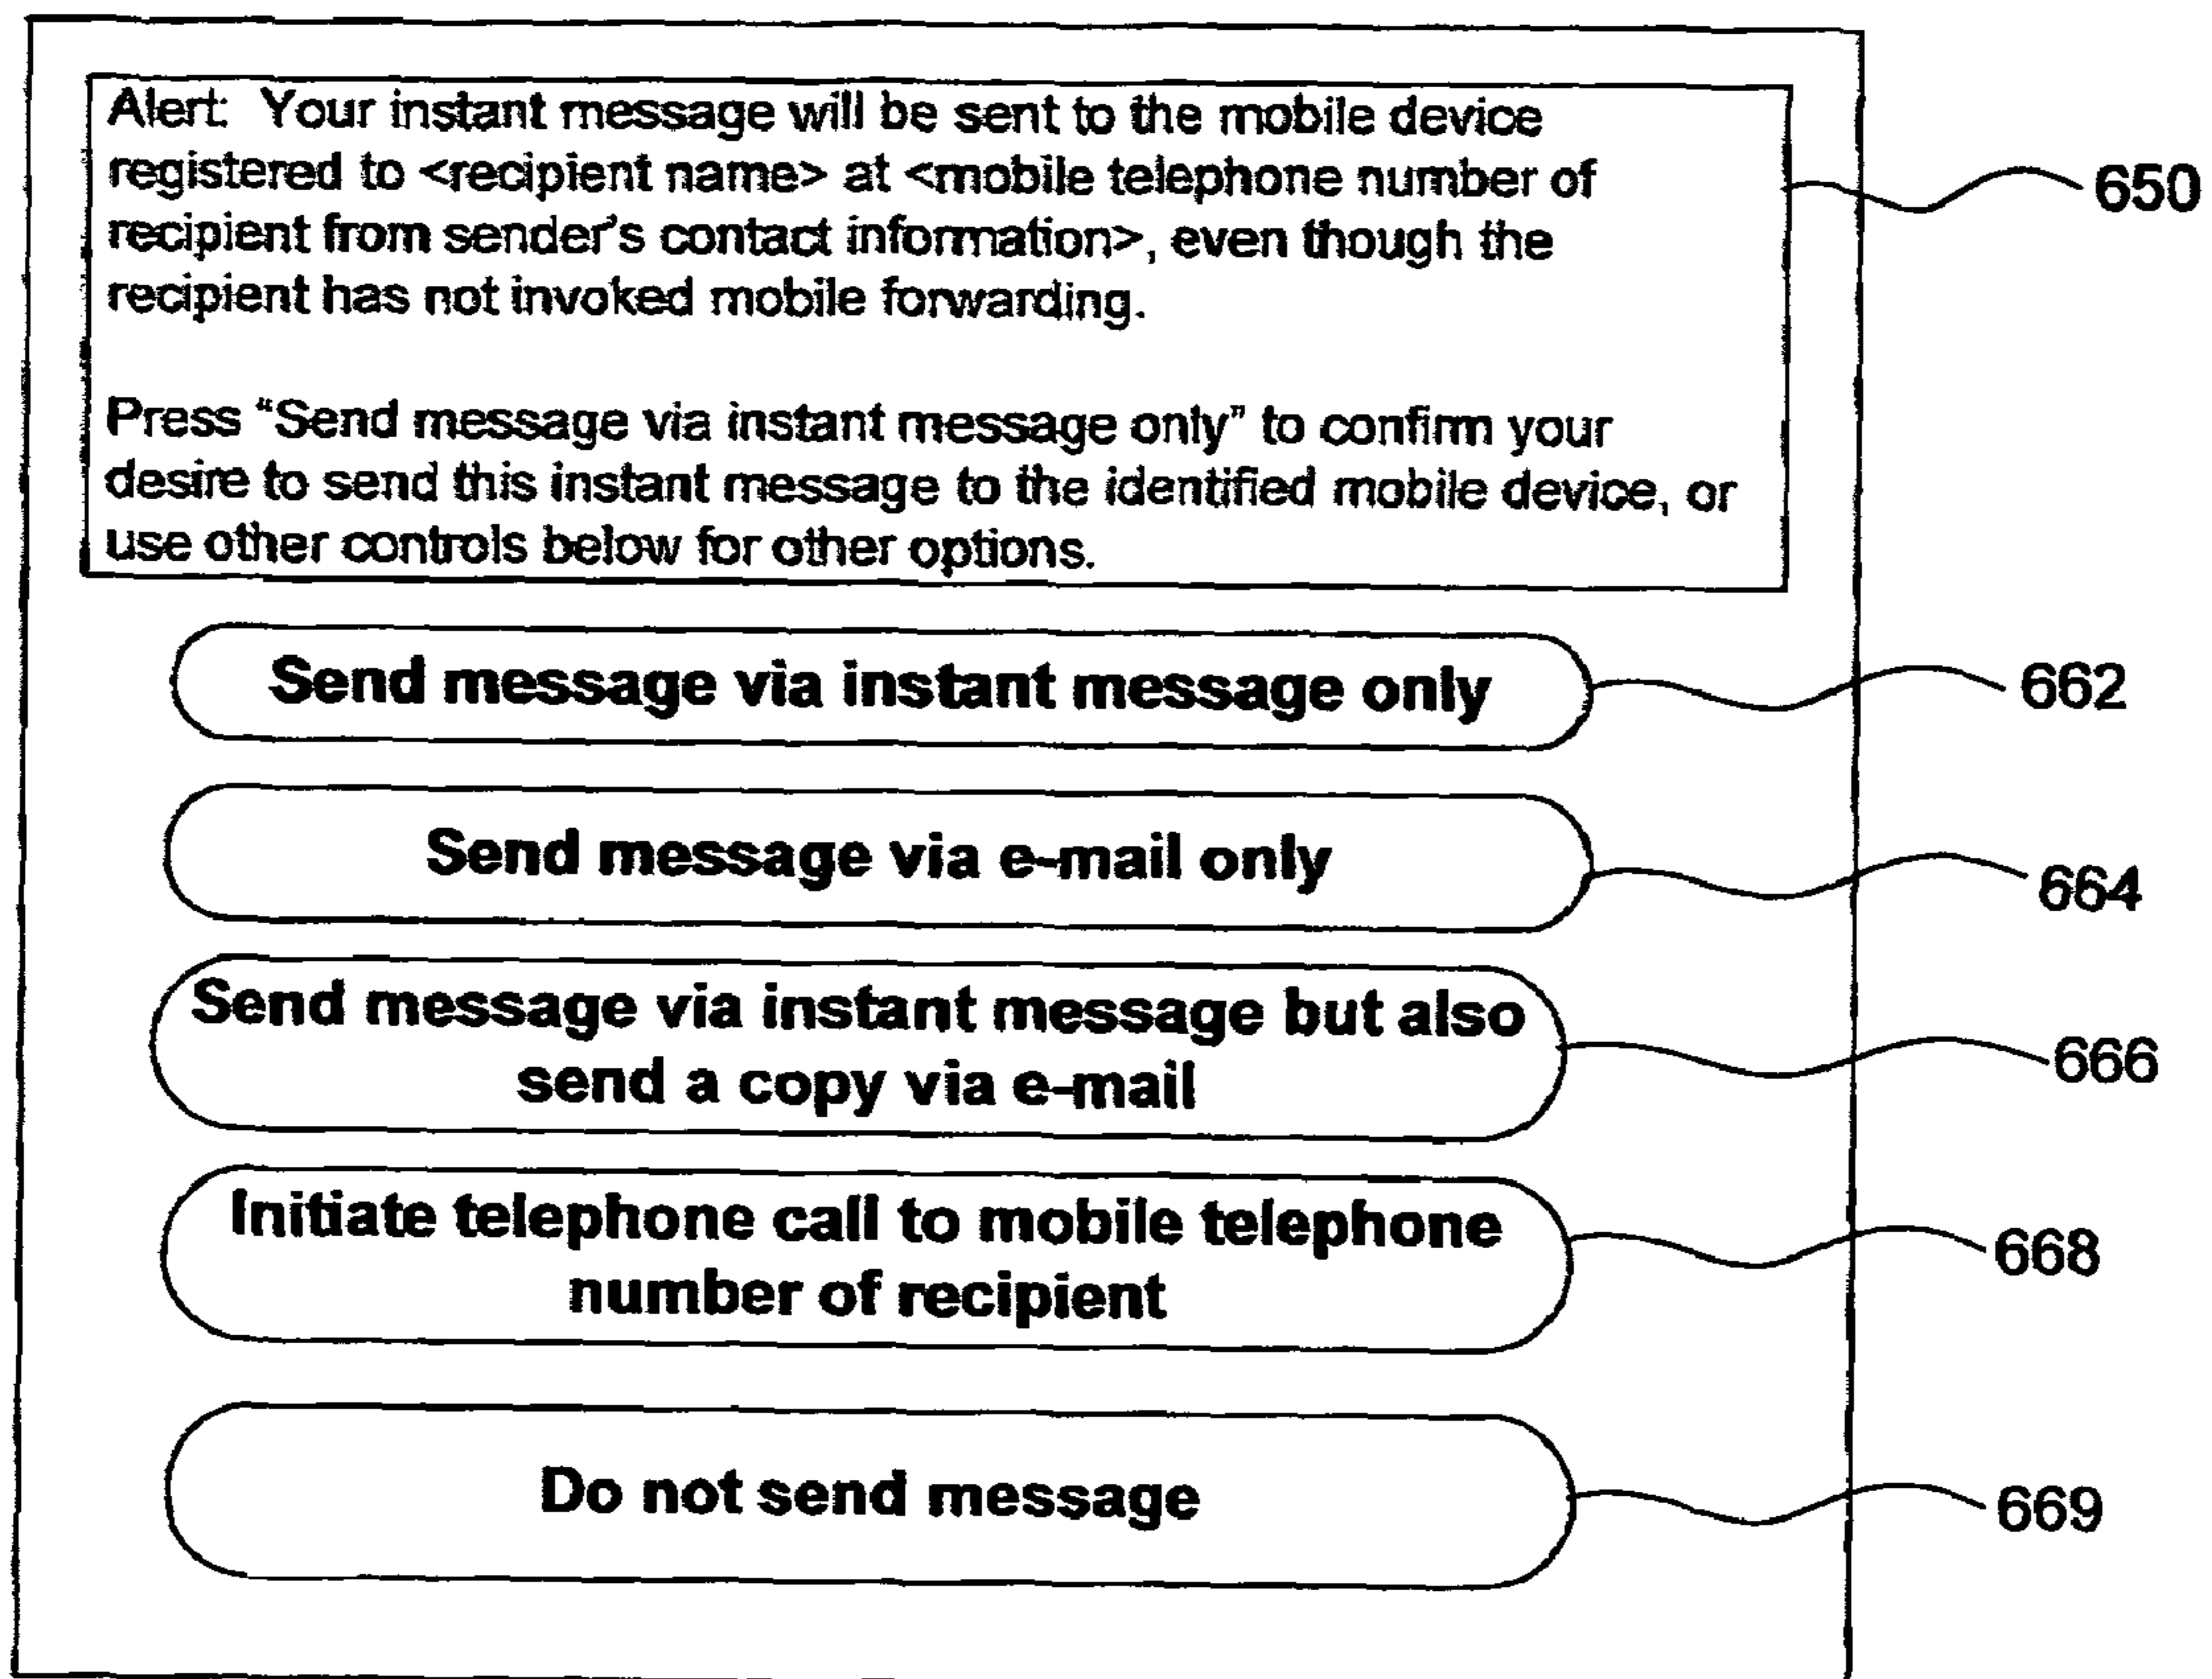 Alert: Your instant message will be sent to the mobile device
registered to <recipient name> at <mobile telephone number of
recipient from sender's contact information>, even though the
recipient has not invoked mobile forwarding.
650
Press “Send message via instant message only” to confirm your
desire to send this instant message to the identified mobile device, or
use other controls below for other options.
Send message via instant message only
662
Send message via e-mail only
664
Send message via instant message but also
send a copy via e-mail
666
Initiate telephone call to mobile telephone
number of recipient
668
Do not send message
669